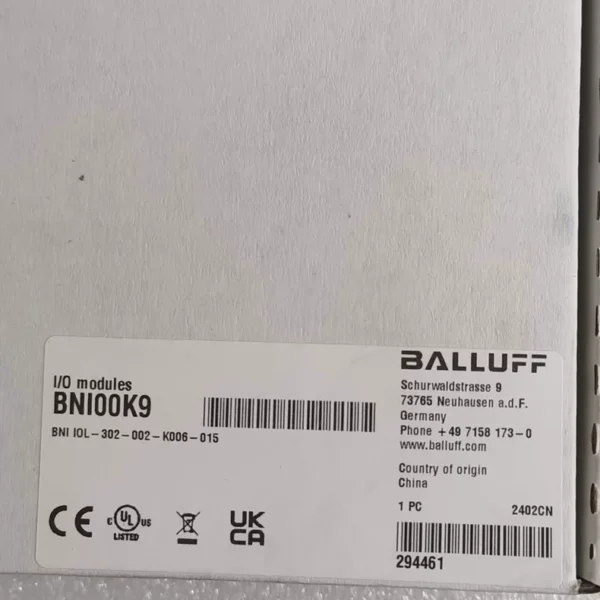 BALLUFF
I/O modules
BNI00K9
BNI IOL-302-002-K006-015
Schurwaldstrasse 9
73765 Neuhausen a.d.F.
Germany
Phone +49 7158 173-0
www.balluff.com
Country of origin
China
1 PC 2402CN
294461
CE
c UL us
LISTED
UK
CA